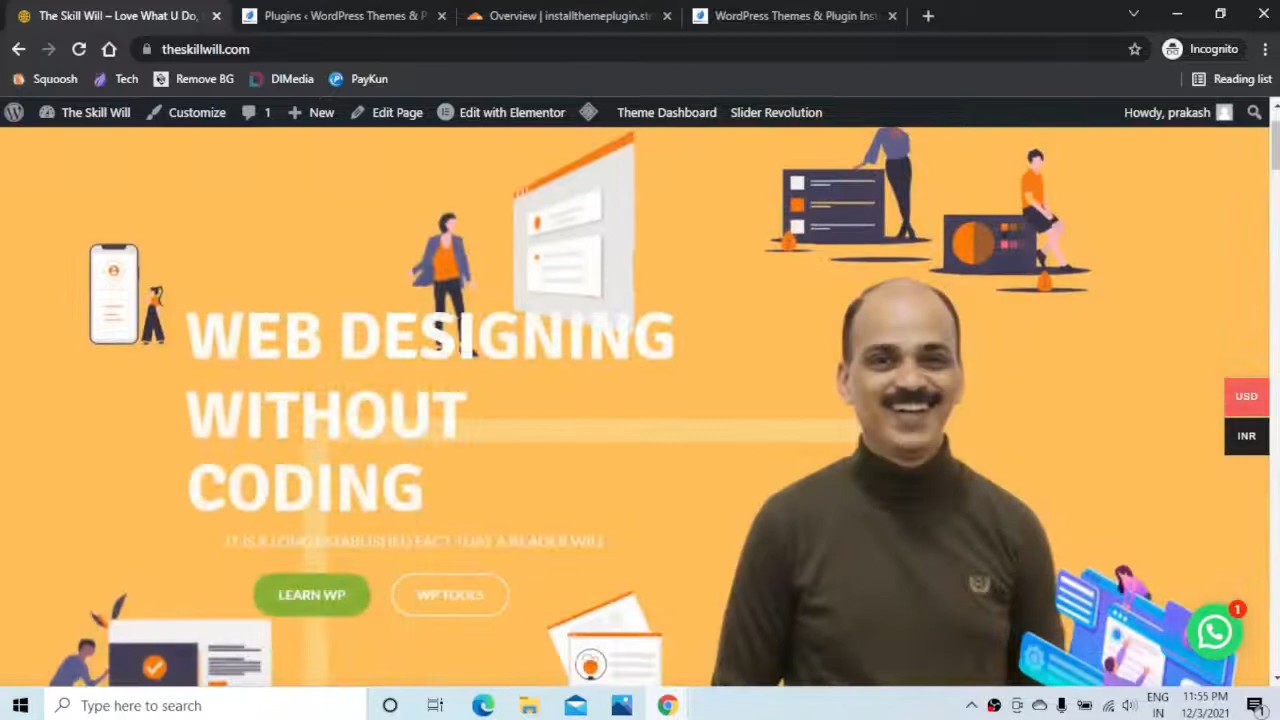 The Skill Will – Love What U Do,
Plugins ‹ WordPress Themes & P
Overview | installthemeplugin.st
WordPress Themes & Plugin Inst
theskillwill.com
Incognito
Squoosh
Tech
Remove BG
DIMedia
PayKun
Reading list
The Skill Will
Customize
1
New
Edit Page
Edit with Elementor
Theme Dashboard
Slider Revolution
Howdy, prakash
WEB DESIGNING
WITHOUT
CODING
IT IS A LONG ESTABLISHED FACT THAT A READER WILL
LEARN WP
WP TOOLS
USD
INR
1
Type here to search
ENG
IN
11:55 PM
12/3/2021
1